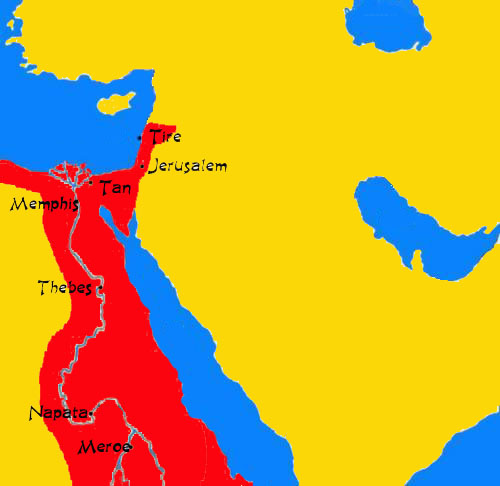 Tire
Jerusalem
Tan
Memphis
Thebes
Napata
Meroe